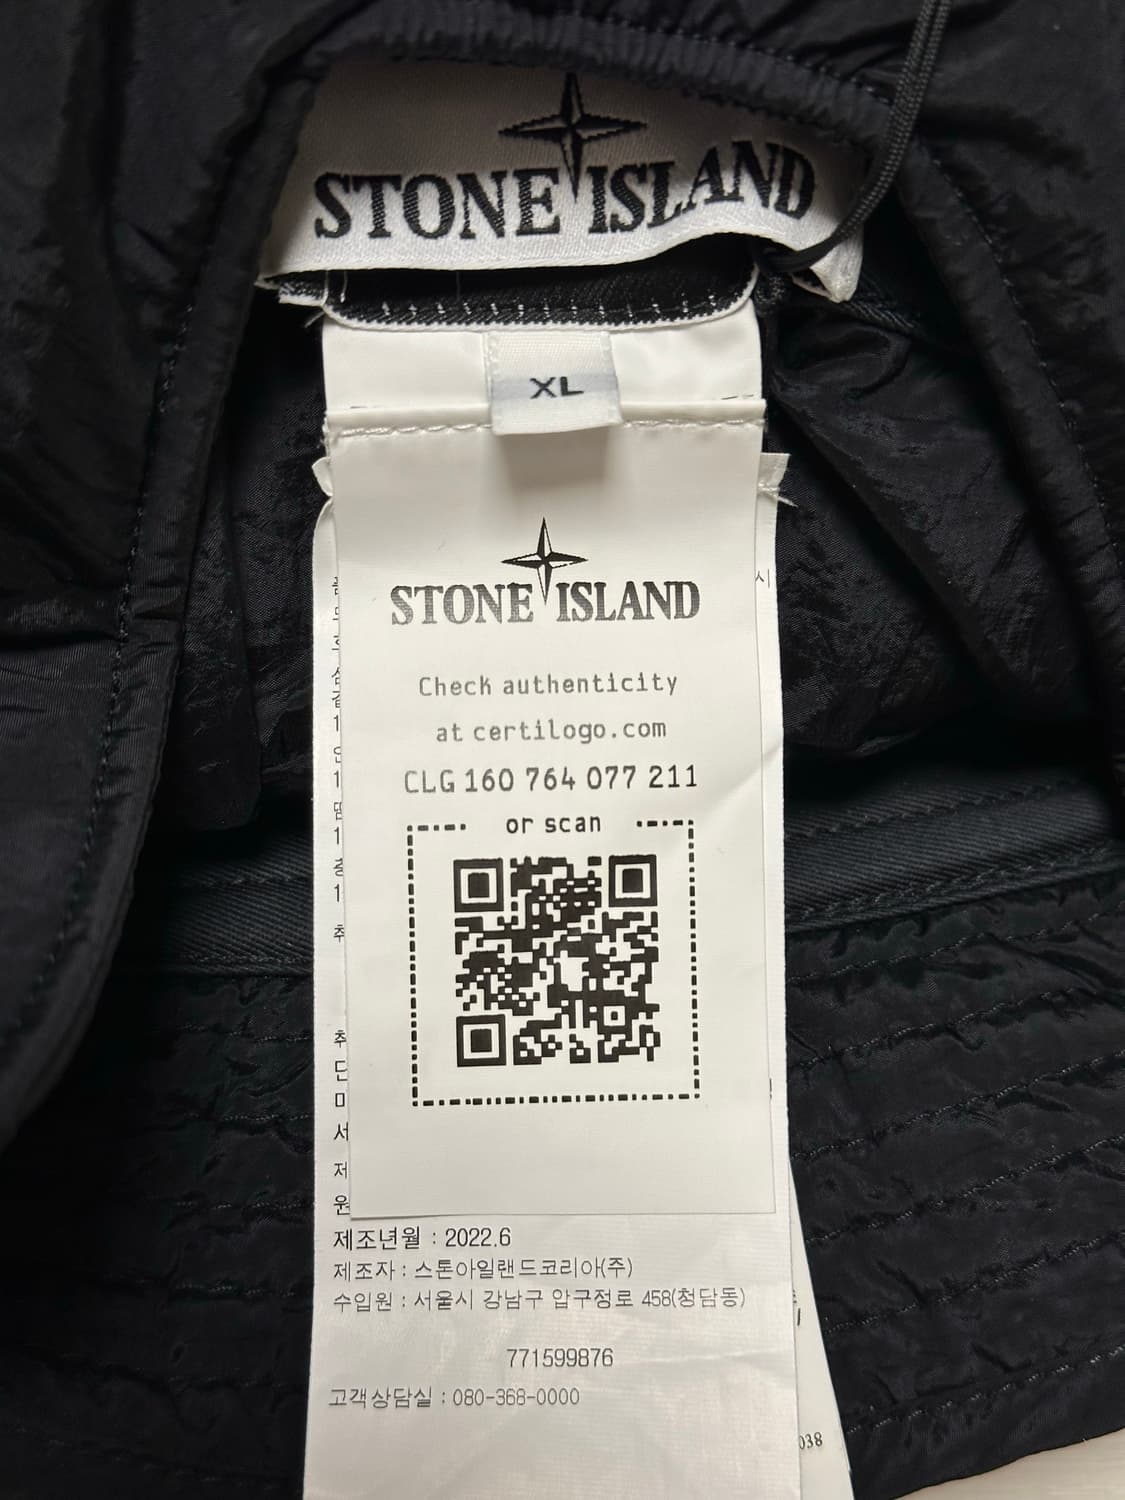 STONE ISLAND
XL
STONE ISLAND
Check authenticity
at certilogo.com
CLG 160 764 077 211
or scan
제조년월 : 2022.6
제조자 : 스톤아일랜드코리아(주)
수입원 : 서울시 강남구 압구정로 458(청담동)
771599876
고객상담실 : 080-368-0000
038